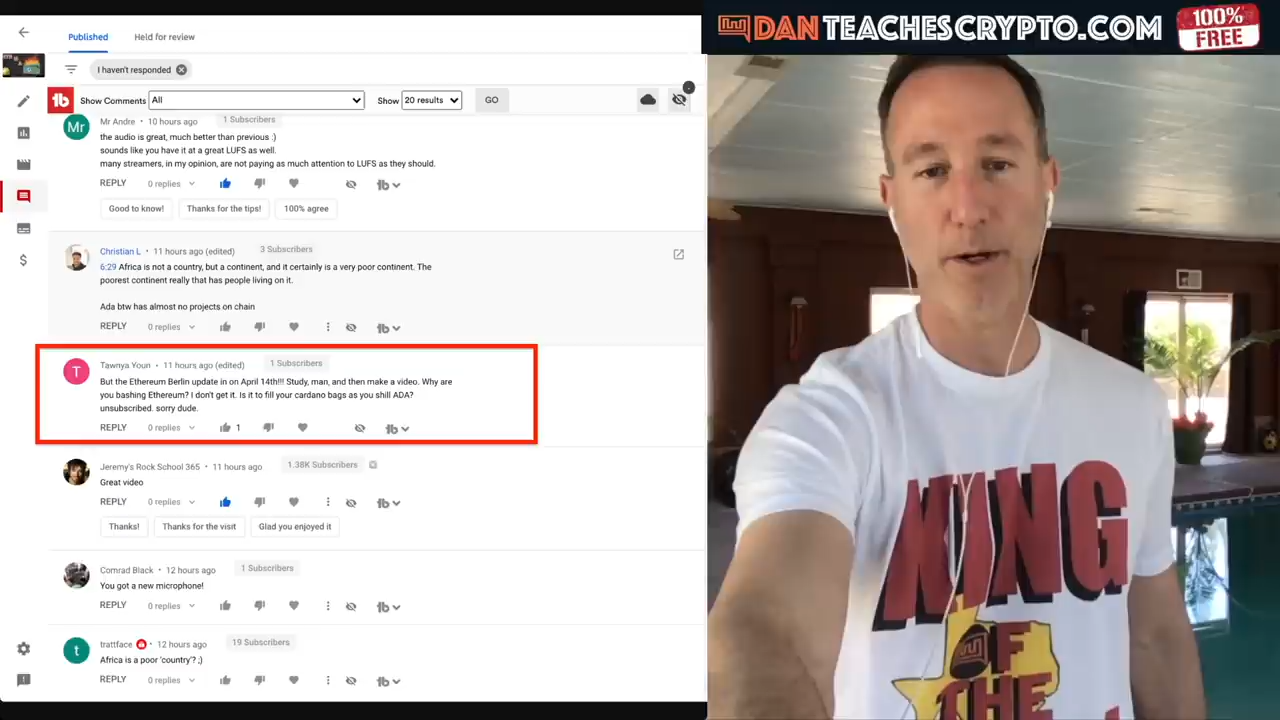 DANTEACHESCRYPTO.COM
100%
FREE
Published
Held for review
I haven't responded
Show Comments
All
Show
20 results
GO
Mr
Mr Andre • 10 hours ago
1 Subscribers
the audio is great, much better than previous :)
sounds like you have it at a great LUFS as well.
many streamers, in my opinion, are not paying as much attention to LUFS as they should.
REPLY
0 replies
Good to know!
Thanks for the tips!
100% agree
Christian L • 11 hours ago (edited)
3 Subscribers
6:29 Africa is not a country, but a continent, and it certainly is a very poor continent. The
poorest continent really that has people living on it.
Ada btw has almost no projects on chain
REPLY
0 replies
T
Tawnya Youn • 11 hours ago (edited)
1 Subscribers
But the Ethereum Berlin update in on April 14th!!! Study, man, and then make a video. Why are
you bashing Ethereum? I don't get it. Is it to fill your cardano bags as you shill ADA?
unsubscribed. sorry dude.
REPLY
0 replies
1
Jeremy's Rock School 365 • 11 hours ago
1.38K Subscribers
Great video
REPLY
0 replies
Thanks!
Thanks for the visit
Glad you enjoyed it
Comrad Black • 12 hours ago
1 Subscribers
You got a new microphone!
REPLY
0 replies
t
trattface • 12 hours ago
19 Subscribers
Africa is a poor 'country'? ;)
REPLY
0 replies
KING
OF
THE